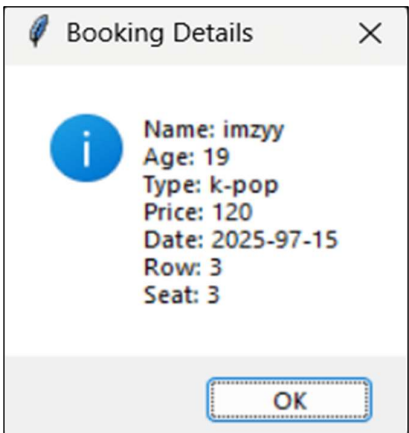 Booking Details
Name: imzyy
Age: 19
Type: k-pop
Price: 120
Date: 2025-97-15
Row: 3
Seat: 3
OK